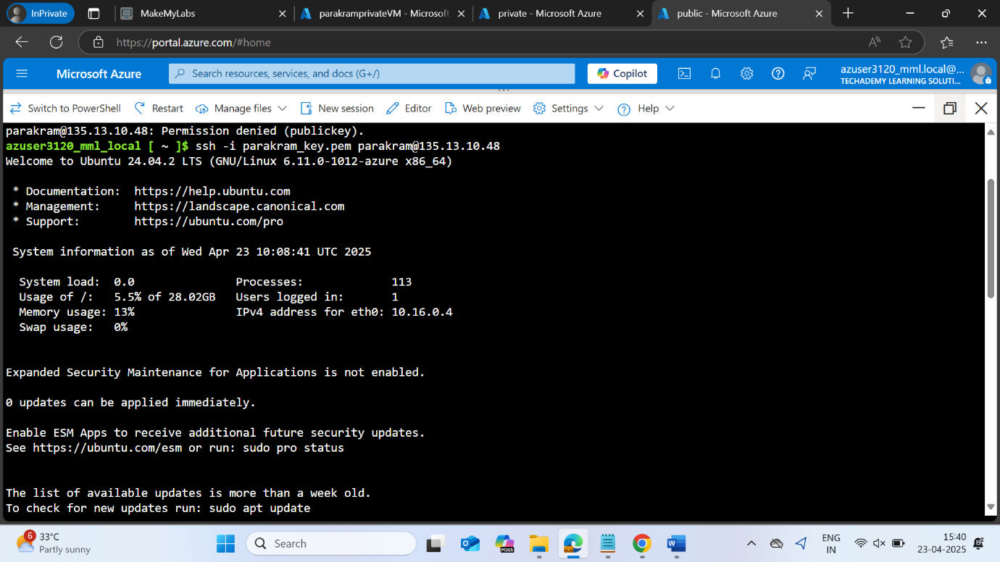 InPrivate
MakeMyLabs
parakramprivateVM - Microsoft
private - Microsoft Azure
public - Microsoft Azure
https://portal.azure.com/#home
Microsoft Azure
Search resources, services, and docs (G+/)
Copilot
azuser3120_mml.local@...
TECHADEMY LEARNING SOLUTI...
Switch to PowerShell
Restart
Manage files
New session
Editor
Web preview
Settings
Help
parakram@135.13.10.48: Permission denied (publickey).
azuser3120_mml_local [ ~ ]$ ssh -i parakram_key.pem parakram@135.13.10.48
Welcome to Ubuntu 24.04.2 LTS (GNU/Linux 6.11.0-1012-azure x86_64)
* Documentation: https://help.ubuntu.com
* Management: https://landscape.canonical.com
* Support: https://ubuntu.com/pro
System information as of Wed Apr 23 10:08:41 UTC 2025
System load: 0.0 Processes: 113
Usage of /: 5.5% of 28.02GB Users logged in: 1
Memory usage: 13% IPv4 address for eth0: 10.16.0.4
Swap usage: 0%
Expanded Security Maintenance for Applications is not enabled.
0 updates can be applied immediately.
Enable ESM Apps to receive additional future security updates.
See https://ubuntu.com/esm or run: sudo pro status
The list of available updates is more than a week old.
To check for new updates run: sudo apt update
6
33°C
Partly sunny
Search
M365
ENG
IN
15:40
23-04-2025